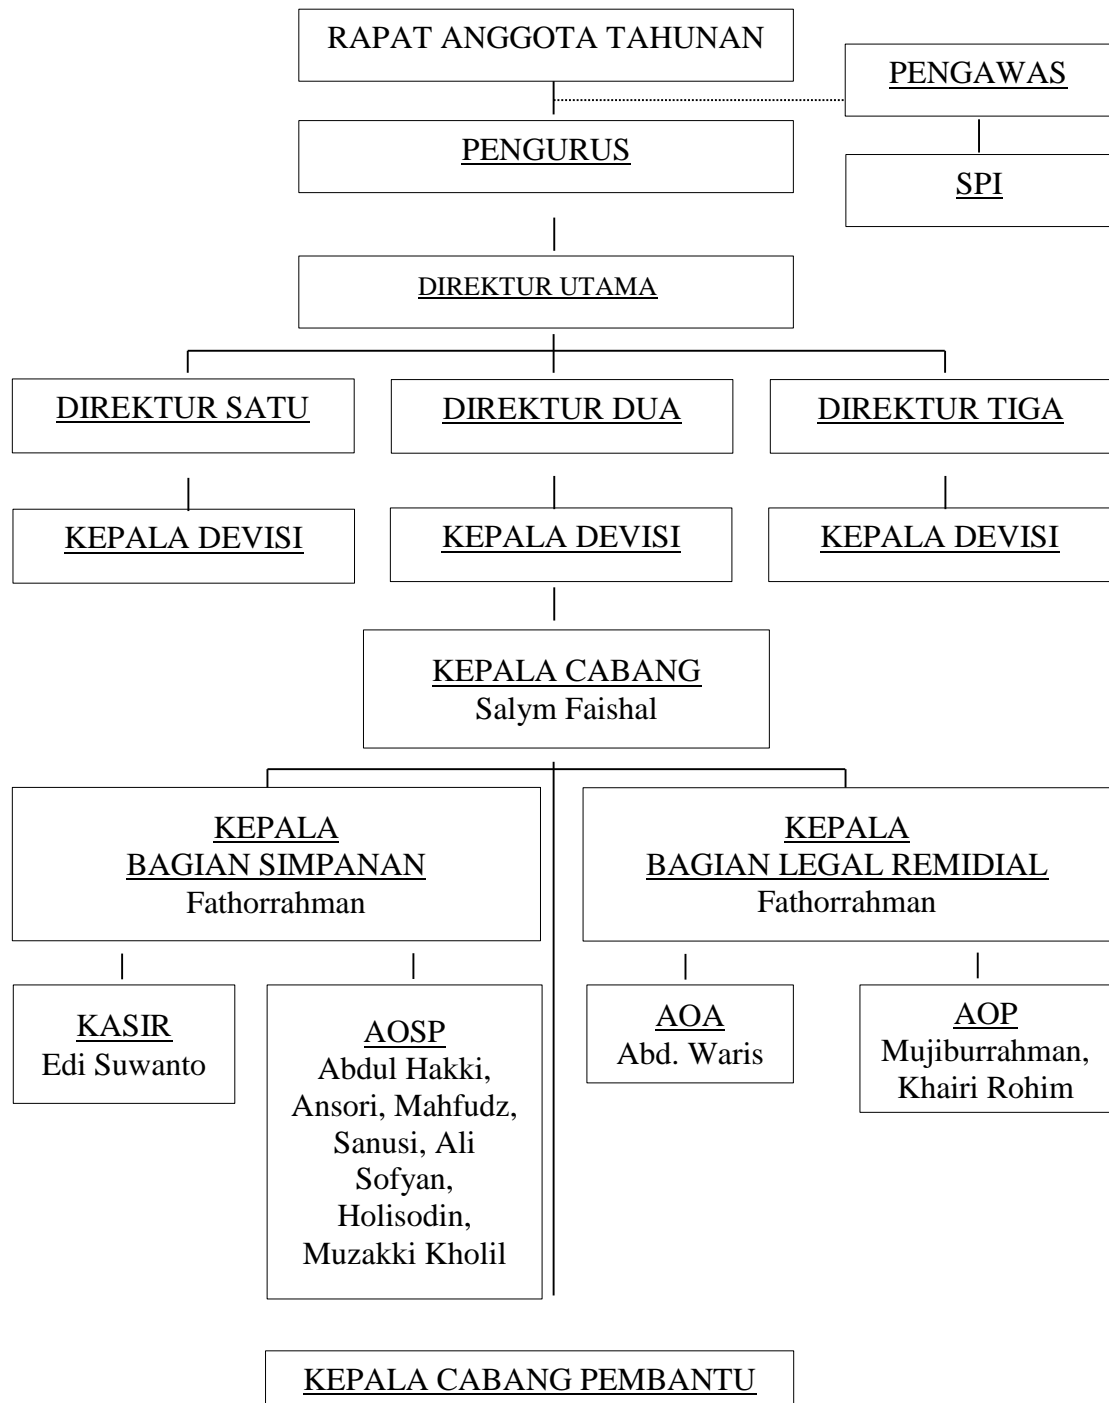 RAPAT ANGGOTA TAHUNAN
PENGAWAS
PENGURUS
SPI
DIREKTUR UTAMA
DIREKTUR SATU
DIREKTUR DUA
DIREKTUR TIGA
KEPALA DEVISI
KEPALA DEVISI
KEPALA DEVISI
KEPALA CABANG
Salym Faishal
KEPALA
BAGIAN SIMPANAN
Fathorrahman
KEPALA
BAGIAN LEGAL REMIDIAL
Fathorrahman
KASIR
Edi Suwanto
AOSP
Abdul Hakki,
Ansori, Mahfudz,
Sanusi, Ali
Sofyan,
Holisodin,
Muzakki Kholil
AOA
Abd. Waris
AOP
Mujiburrahman,
Khairi Rohim
KEPALA CABANG PEMBANTU